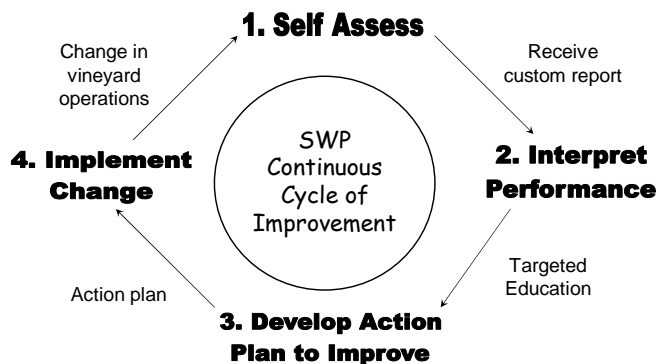 1. Self Assess
Change in
vineyard
operations
Receive
custom report
SWP
Continuous
Cycle of
Improvement
4. Implement
Change
2. Interpret
Performance
Action plan
Targeted
Education
3. Develop Action
Plan to Improve